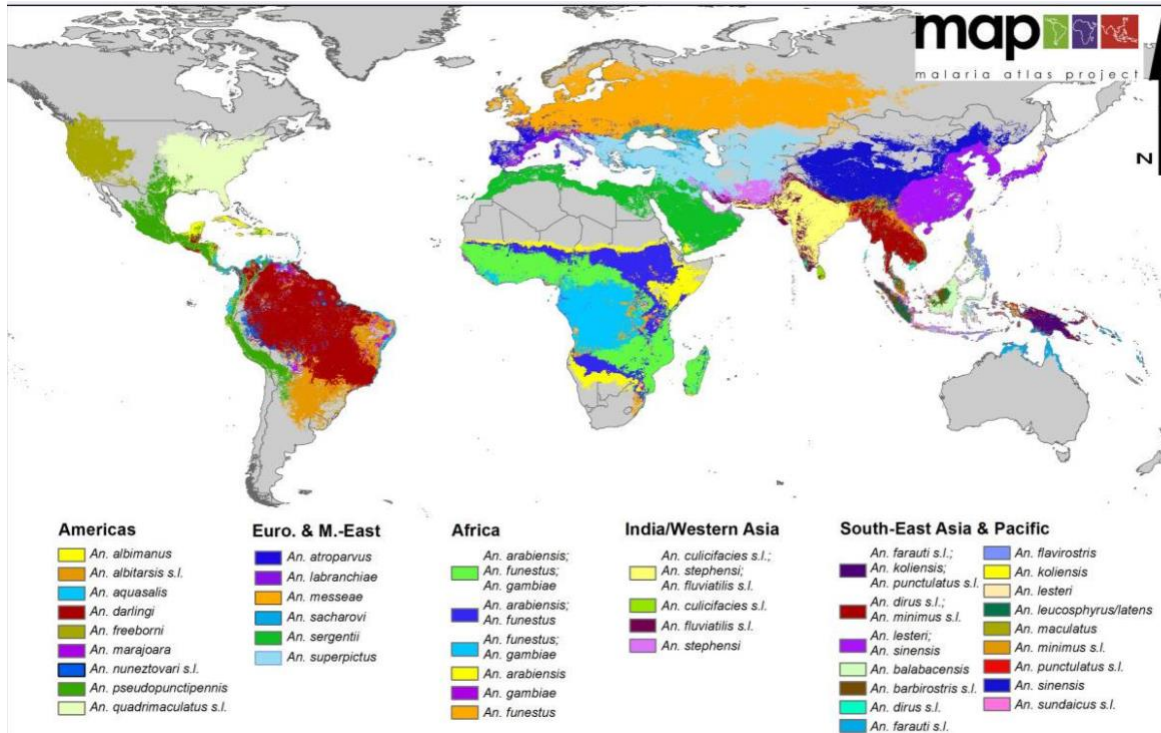 map
malaria atlas project
N
Americas
An. albimanus
An. albitarsis s.l.
An. aquasalis
An. darlingi
An. freeborni
An. marajoara
An. nuneztovari s.l.
An. pseudopunctipennis
An. quadrimaculatus s.l.
Euro. & M.-East
An. atroparvus
An. labranchiae
An. messeae
An. sacharovi
An. sergentii
An. superpictus
Africa
An. arabiensis;
An. funestus;
An. gambiae
An. arabiensis;
An. funestus
An. funestus;
An. gambiae
An. arabiensis
An. gambiae
An. funestus
India/Western Asia
An. culicifacies s.l.;
An. stephensi;
An. fluviatilis s.l.
An. culicifacies s.l.
An. fluviatilis s.l.
An. stephensi
South-East Asia & Pacific
An. farauti s.l.;
An. koliensis;
An. punctulatus s.l.
An. dirus s.l.;
An. minimus s.l.
An. lesteri;
An. sinensis
An. balabacensis
An. barbirostris s.l.
An. dirus s.l.
An. farauti s.l.
An. flavirostris
An. koliensis
An. lesteri
An. leucosphyrus/latens
An. maculatus
An. minimus s.l.
An. punctulatus s.l.
An. sinensis
An. sundaicus s.l.